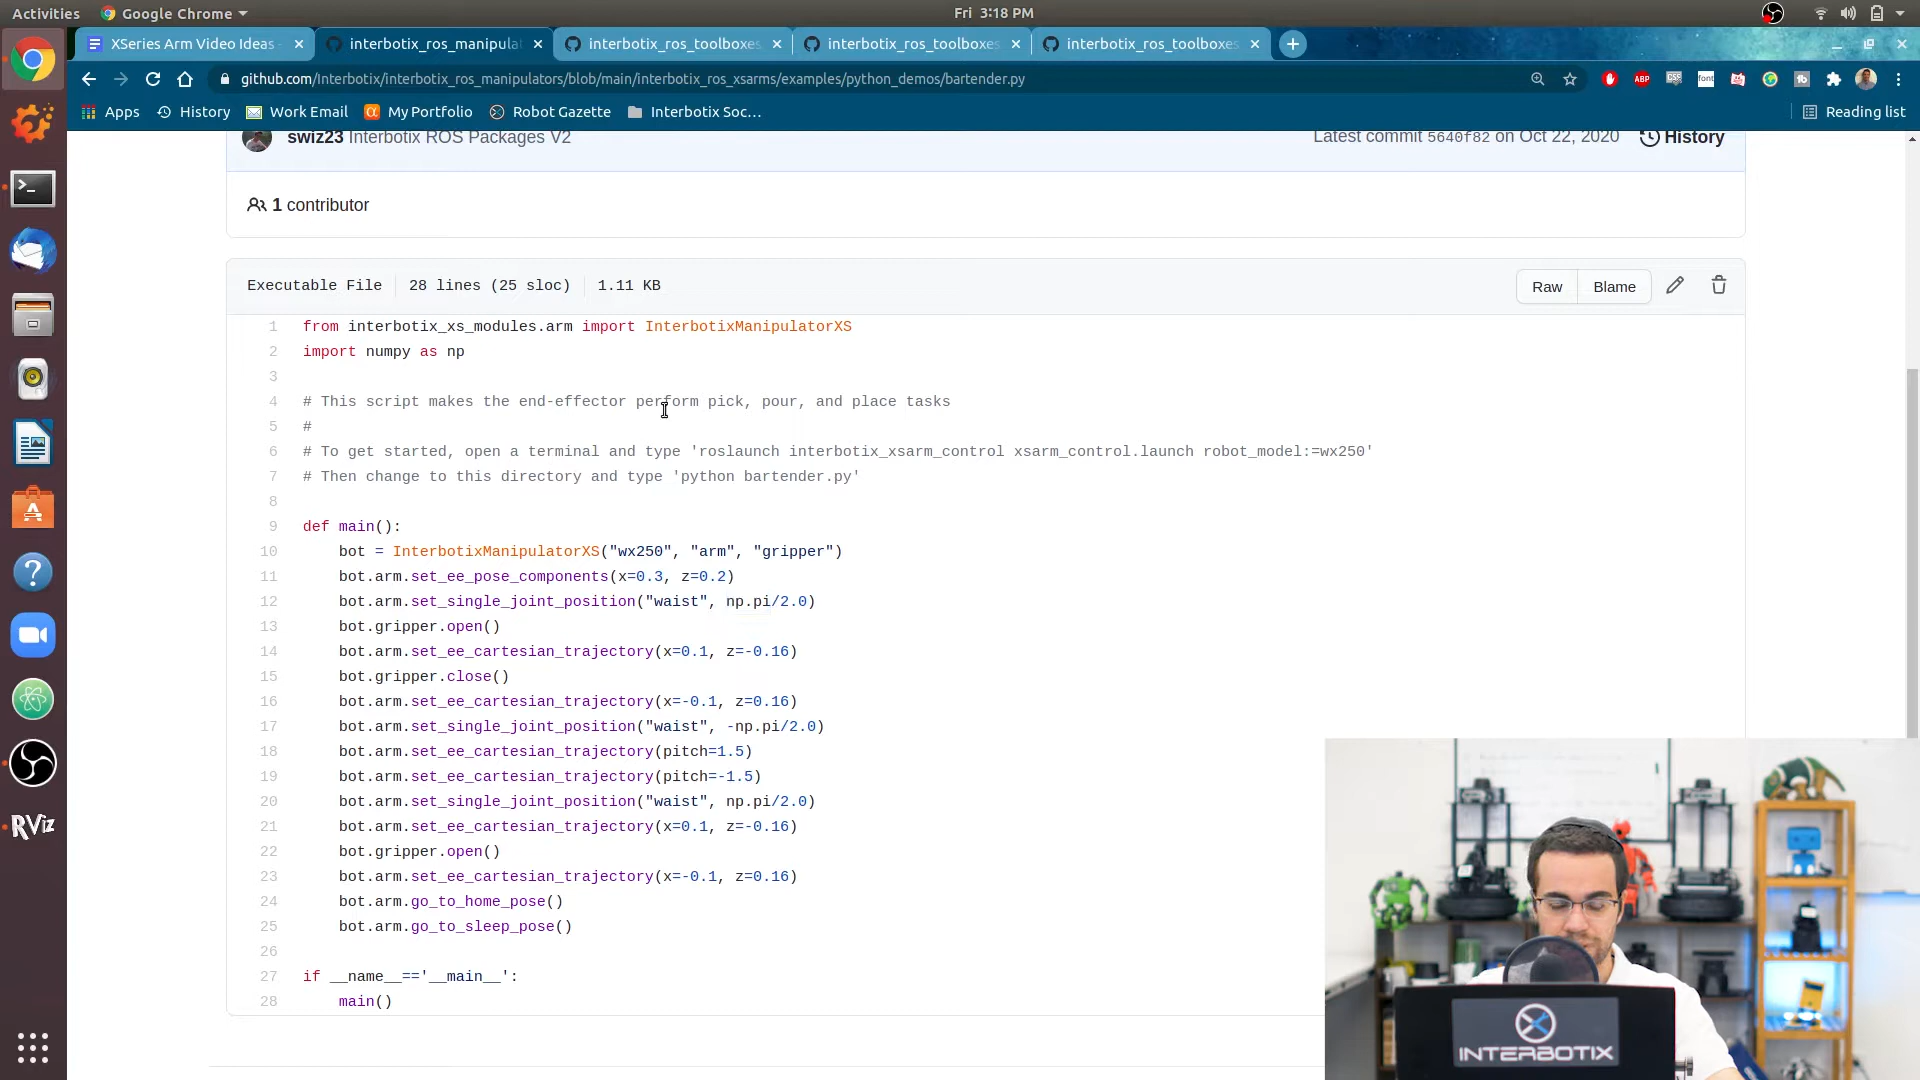 Activities
Google Chrome
Fri 3:18 PM
XSeries Arm Video Ideas -
interbotix_ros_manipulat
interbotix_ros_toolboxes
interbotix_ros_toolboxes
interbotix_ros_toolboxes
github.com/Interbotix/interbotix_ros_manipulators/blob/main/interbotix_ros_xsarms/examples/python_demos/bartender.py
ABP
font
Apps
History
Work Email
My Portfolio
Robot Gazette
Interbotix Soc...
Reading list
swiz23 Interbotix ROS Packages V2
Latest commit 5640f82 on Oct 22, 2020
History
1 contributor
Executable File
28 lines (25 sloc)
1.11 KB
Raw
Blame
1 from interbotix_xs_modules.arm import InterbotixManipulatorXS
2 import numpy as np
3
4 # This script makes the end-effector perform pick, pour, and place tasks
5 #
6 # To get started, open a terminal and type 'roslaunch interbotix_xsarm_control xsarm_control.launch robot_model:=wx250'
7 # Then change to this directory and type 'python bartender.py'
8
9 def main():
10     bot = InterbotixManipulatorXS("wx250", "arm", "gripper")
11     bot.arm.set_ee_pose_components(x=0.3, z=0.2)
12     bot.arm.set_single_joint_position("waist", np.pi/2.0)
13     bot.gripper.open()
14     bot.arm.set_ee_cartesian_trajectory(x=0.1, z=-0.16)
15     bot.gripper.close()
16     bot.arm.set_ee_cartesian_trajectory(x=-0.1, z=0.16)
17     bot.arm.set_single_joint_position("waist", -np.pi/2.0)
18     bot.arm.set_ee_cartesian_trajectory(pitch=1.5)
19     bot.arm.set_ee_cartesian_trajectory(pitch=-1.5)
20     bot.arm.set_single_joint_position("waist", np.pi/2.0)
21     bot.arm.set_ee_cartesian_trajectory(x=0.1, z=-0.16)
22     bot.gripper.open()
23     bot.arm.set_ee_cartesian_trajectory(x=-0.1, z=0.16)
24     bot.arm.go_to_home_pose()
25     bot.arm.go_to_sleep_pose()
26
27 if __name__=='__main__':
28     main()
RViz
INTERBOTIX